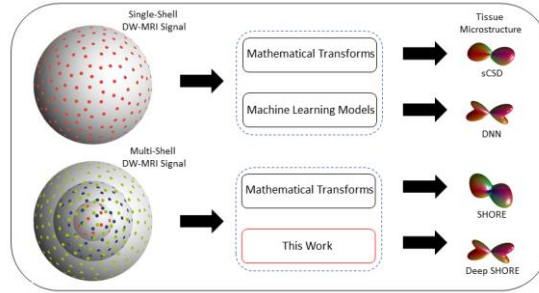 Single-Shell
DW-MRI Signal
Tissue
Microstructure
Mathematical Transforms
sCSD
Machine Learning Models
DNN
Multi-Shell
DW-MRI Signal
Mathematical Transforms
SHORE
This Work
Deep SHORE